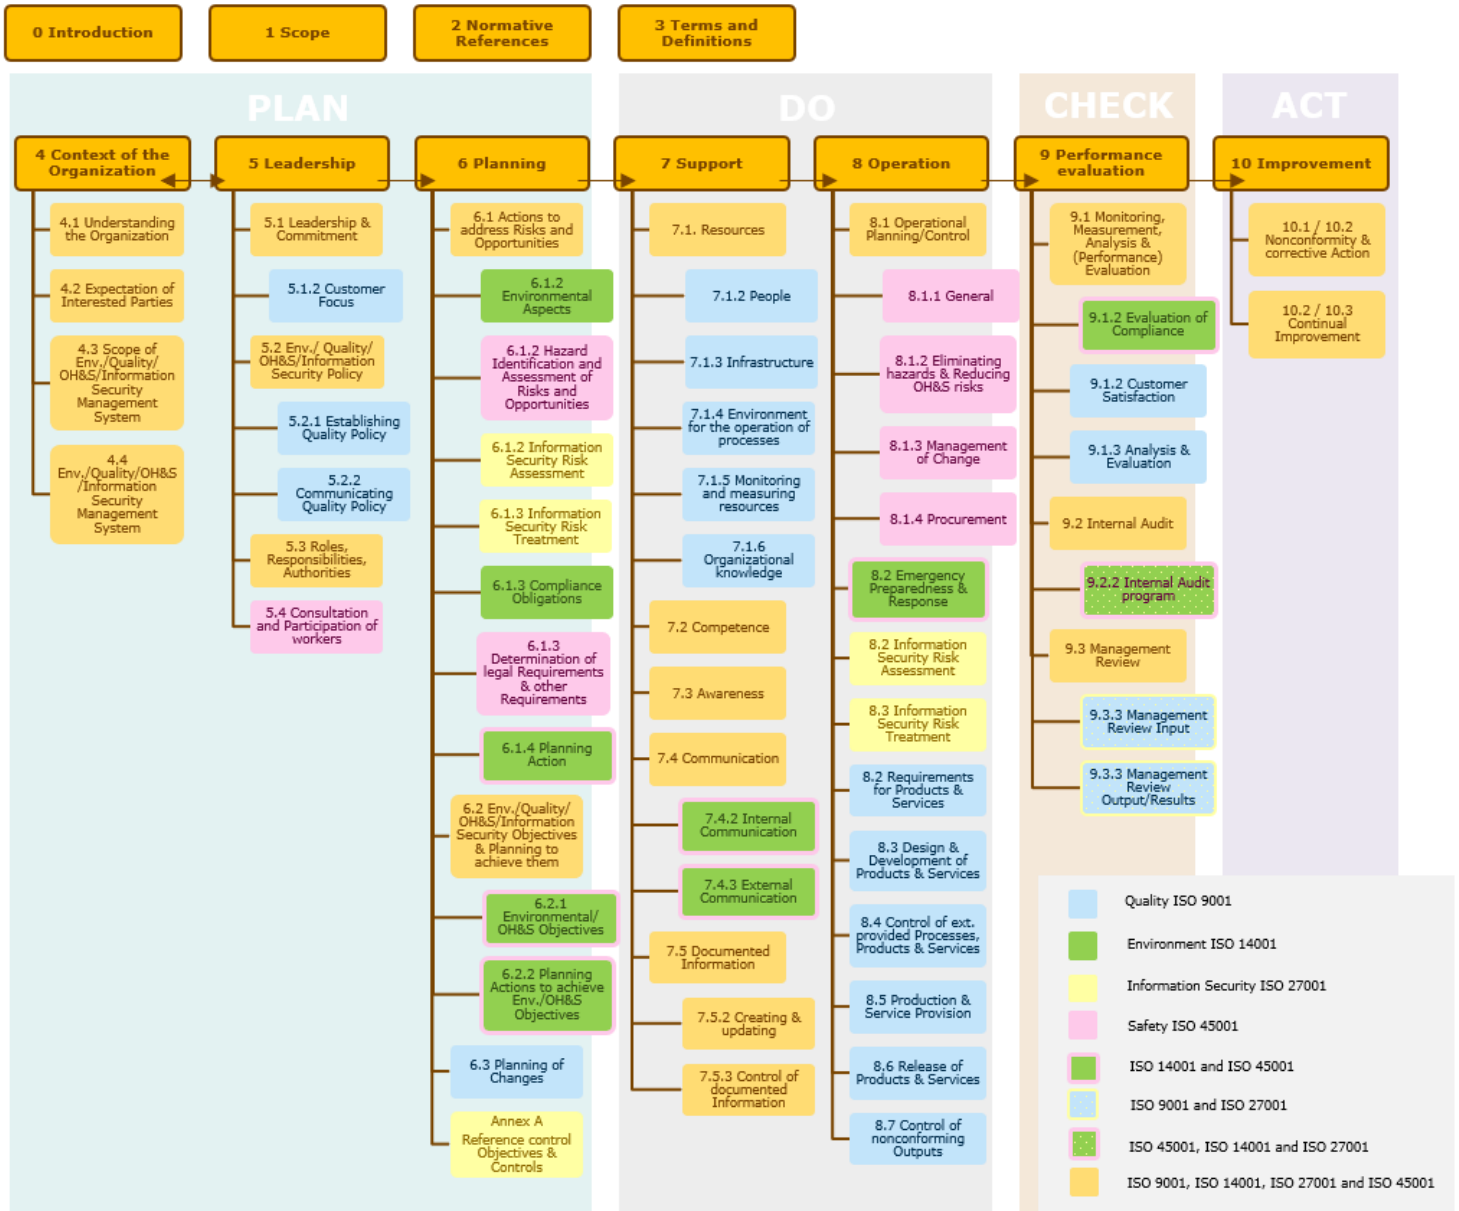 0 Introduction
1 Scope
2 Normative
References
3 Terms and
Definitions
PLAN
DO
CHECK
ACT
4 Context of the
Organization
5 Leadership
6 Planning
7 Support
8 Operation
9 Performance
evaluation
10 Improvement
4.1 Understanding
the Organization
4.2 Expectation of
Interested Parties
4.3 Scope of
Env./Quality/
OH&S/Information
Security
Management
System
4.4
Env./Quality/OH&S
/Information
Security
Management
System
5.1 Leadership &
Commitment
5.1.2 Customer
Focus
5.2 Env./ Quality/
OH&S/Information
Security Policy
5.2.1 Establishing
Quality Policy
5.2.2
Communicating
Quality Policy
5.3 Roles,
Responsibilities,
Authorities
5.4 Consultation
and Participation of
workers
6.1 Actions to
address Risks and
Opportunities
6.1.2
Environmental
Aspects
6.1.2 Hazard
Identification and
Assessment of
Risks and
Opportunities
6.1.2 Information
Security Risk
Assessment
6.1.3 Information
Security Risk
Treatment
6.1.3 Compliance
Obligations
6.1.3
Determination of
legal Requirements
& other
Requirements
6.1.4 Planning
Action
6.2 Env./Quality/
OH&S/Information
Security Objectives
& Planning to
achieve them
6.2.1
Environmental/
OH&S Objectives
6.2.2 Planning
Actions to achieve
Env./OH&S
Objectives
6.3 Planning of
Changes
Annex A
Reference control
Objectives &
Controls
7.1. Resources
7.1.2 People
7.1.3 Infrastructure
7.1.4 Environment
for the operation of
processes
7.1.5 Monitoring
and measuring
resources
7.1.6
Organizational
knowledge
7.2 Competence
7.3 Awareness
7.4 Communication
7.4.2 Internal
Communication
7.4.3 External
Communication
7.5 Documented
Information
7.5.2 Creating &
updating
7.5.3 Control of
documented
Information
8.1 Operational
Planning/Control
8.1.1 General
8.1.2 Eliminating
hazards & Reducing
OH&S risks
8.1.3 Management
of Change
8.1.4 Procurement
8.2 Emergency
Preparedness &
Response
8.2 Information
Security Risk
Assessment
8.3 Information
Security Risk
Treatment
8.2 Requirements
for Products &
Services
8.3 Design &
Development of
Products & Services
8.4 Control of ext.
provided Processes,
Products & Services
8.5 Production &
Service Provision
8.6 Release of
Products & Services
8.7 Control of
nonconforming
Outputs
9.1 Monitoring,
Measurement,
Analysis &
(Performance)
Evaluation
9.1.2 Evaluation of
Compliance
9.1.2 Customer
Satisfaction
9.1.3 Analysis &
Evaluation
9.2 Internal Audit
9.2.2 Internal Audit
program
9.3 Management
Review
9.3.3 Management
Review Input
9.3.3 Management
Review
Output/Results
10.1 / 10.2
Nonconformity &
corrective Action
10.2 / 10.3
Continual
Improvement
Quality ISO 9001
Environment ISO 14001
Information Security ISO 27001
Safety ISO 45001
ISO 14001 and ISO 45001
ISO 9001 and ISO 27001
ISO 45001, ISO 14001 and ISO 27001
ISO 9001, ISO 14001, ISO 27001 and ISO 45001